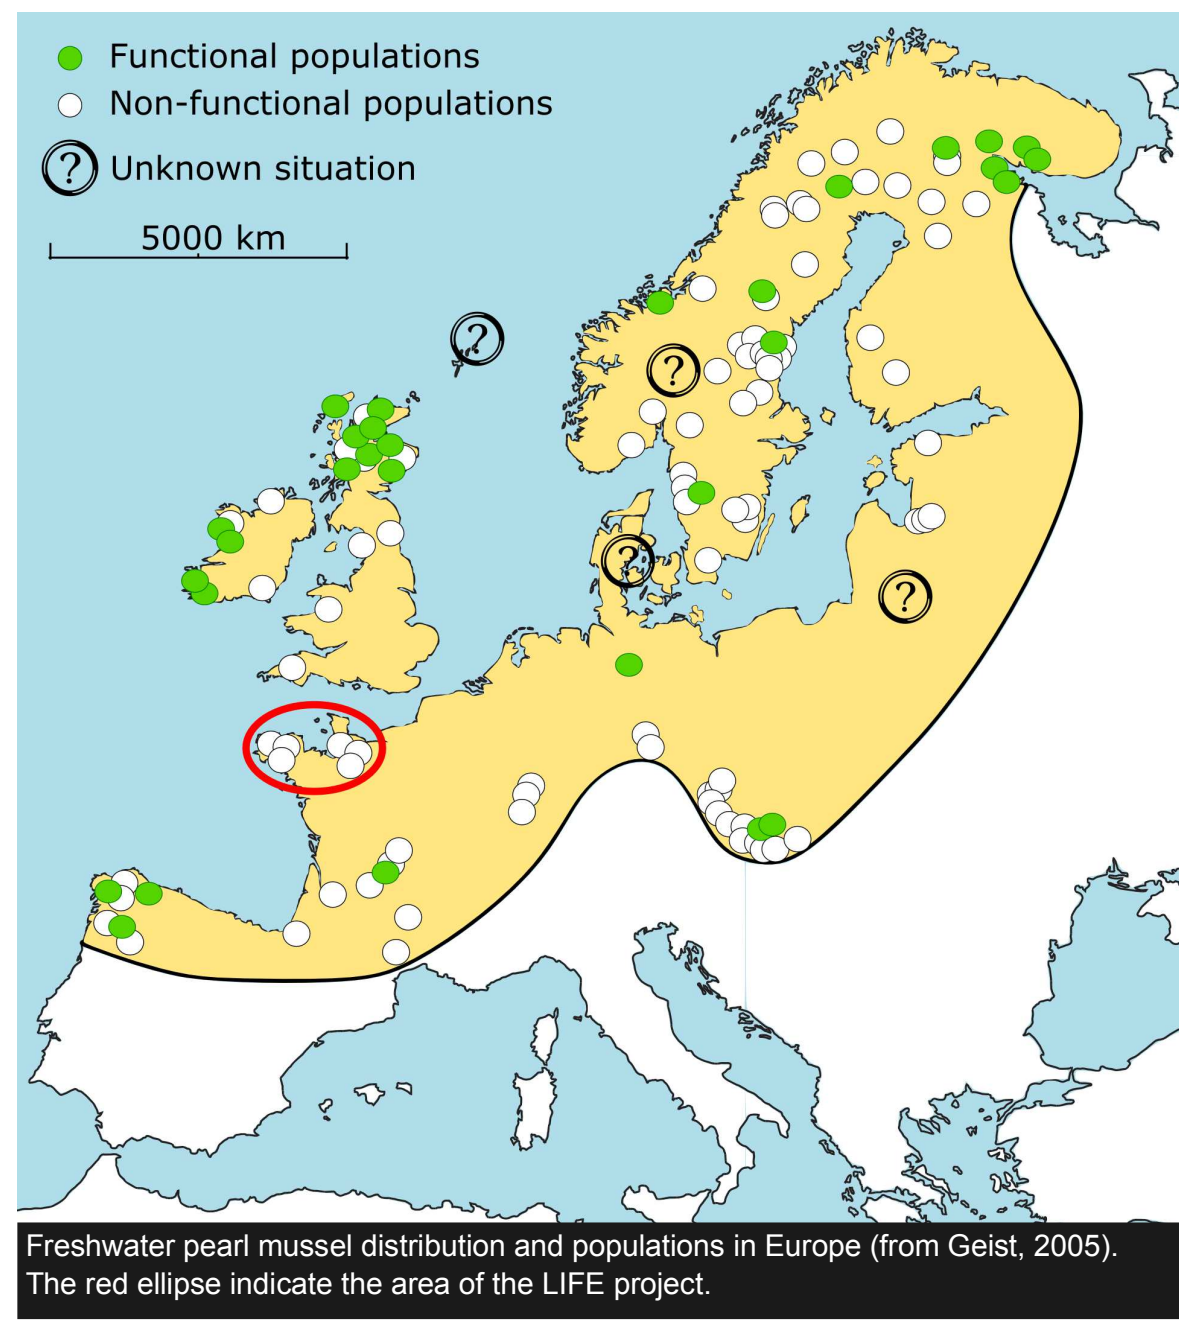 Functional populations
Non-functional populations
? Unknown situation
5000 km
?
?
?
?
Freshwater pearl mussel distribution and populations in Europe (from Geist, 2005).
The red ellipse indicate the area of the LIFE project.